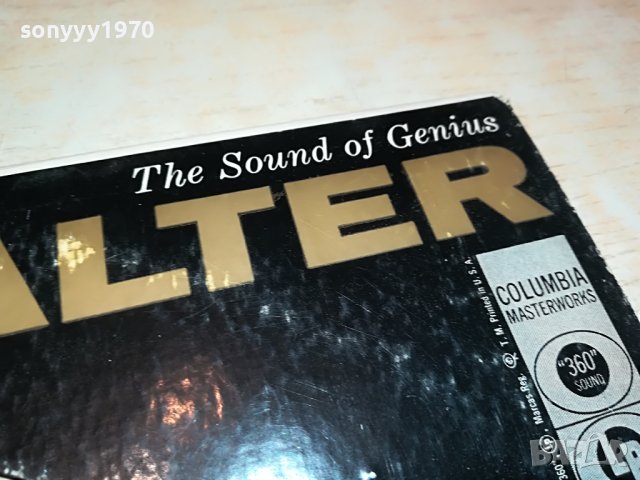 sonyyy1970
The Sound of Genius
ALTER
COLUMBIA
MASTERWORKS
"360"
SOUND
Marcas Reg. T. M. Printed in U. S. A.